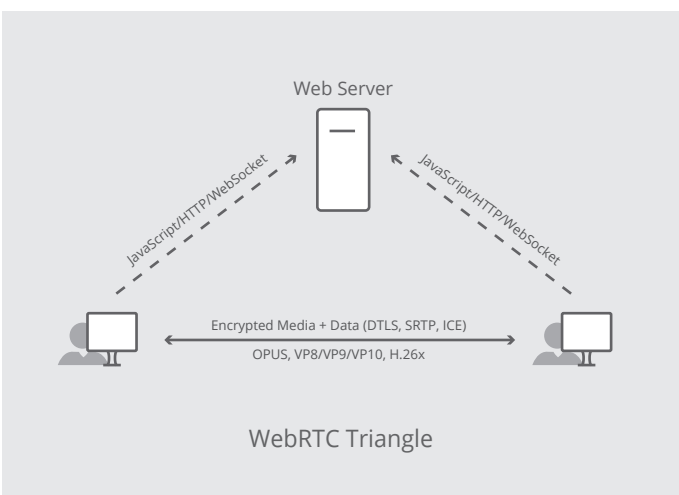 Web Server
JavaScript/HTTP/WebSocket
JavaScript/HTTP/WebSocket
Encrypted Media + Data (DTLS, SRTP, ICE)
OPUS, VP8/VP9/VP10, H.26x
WebRTC Triangle